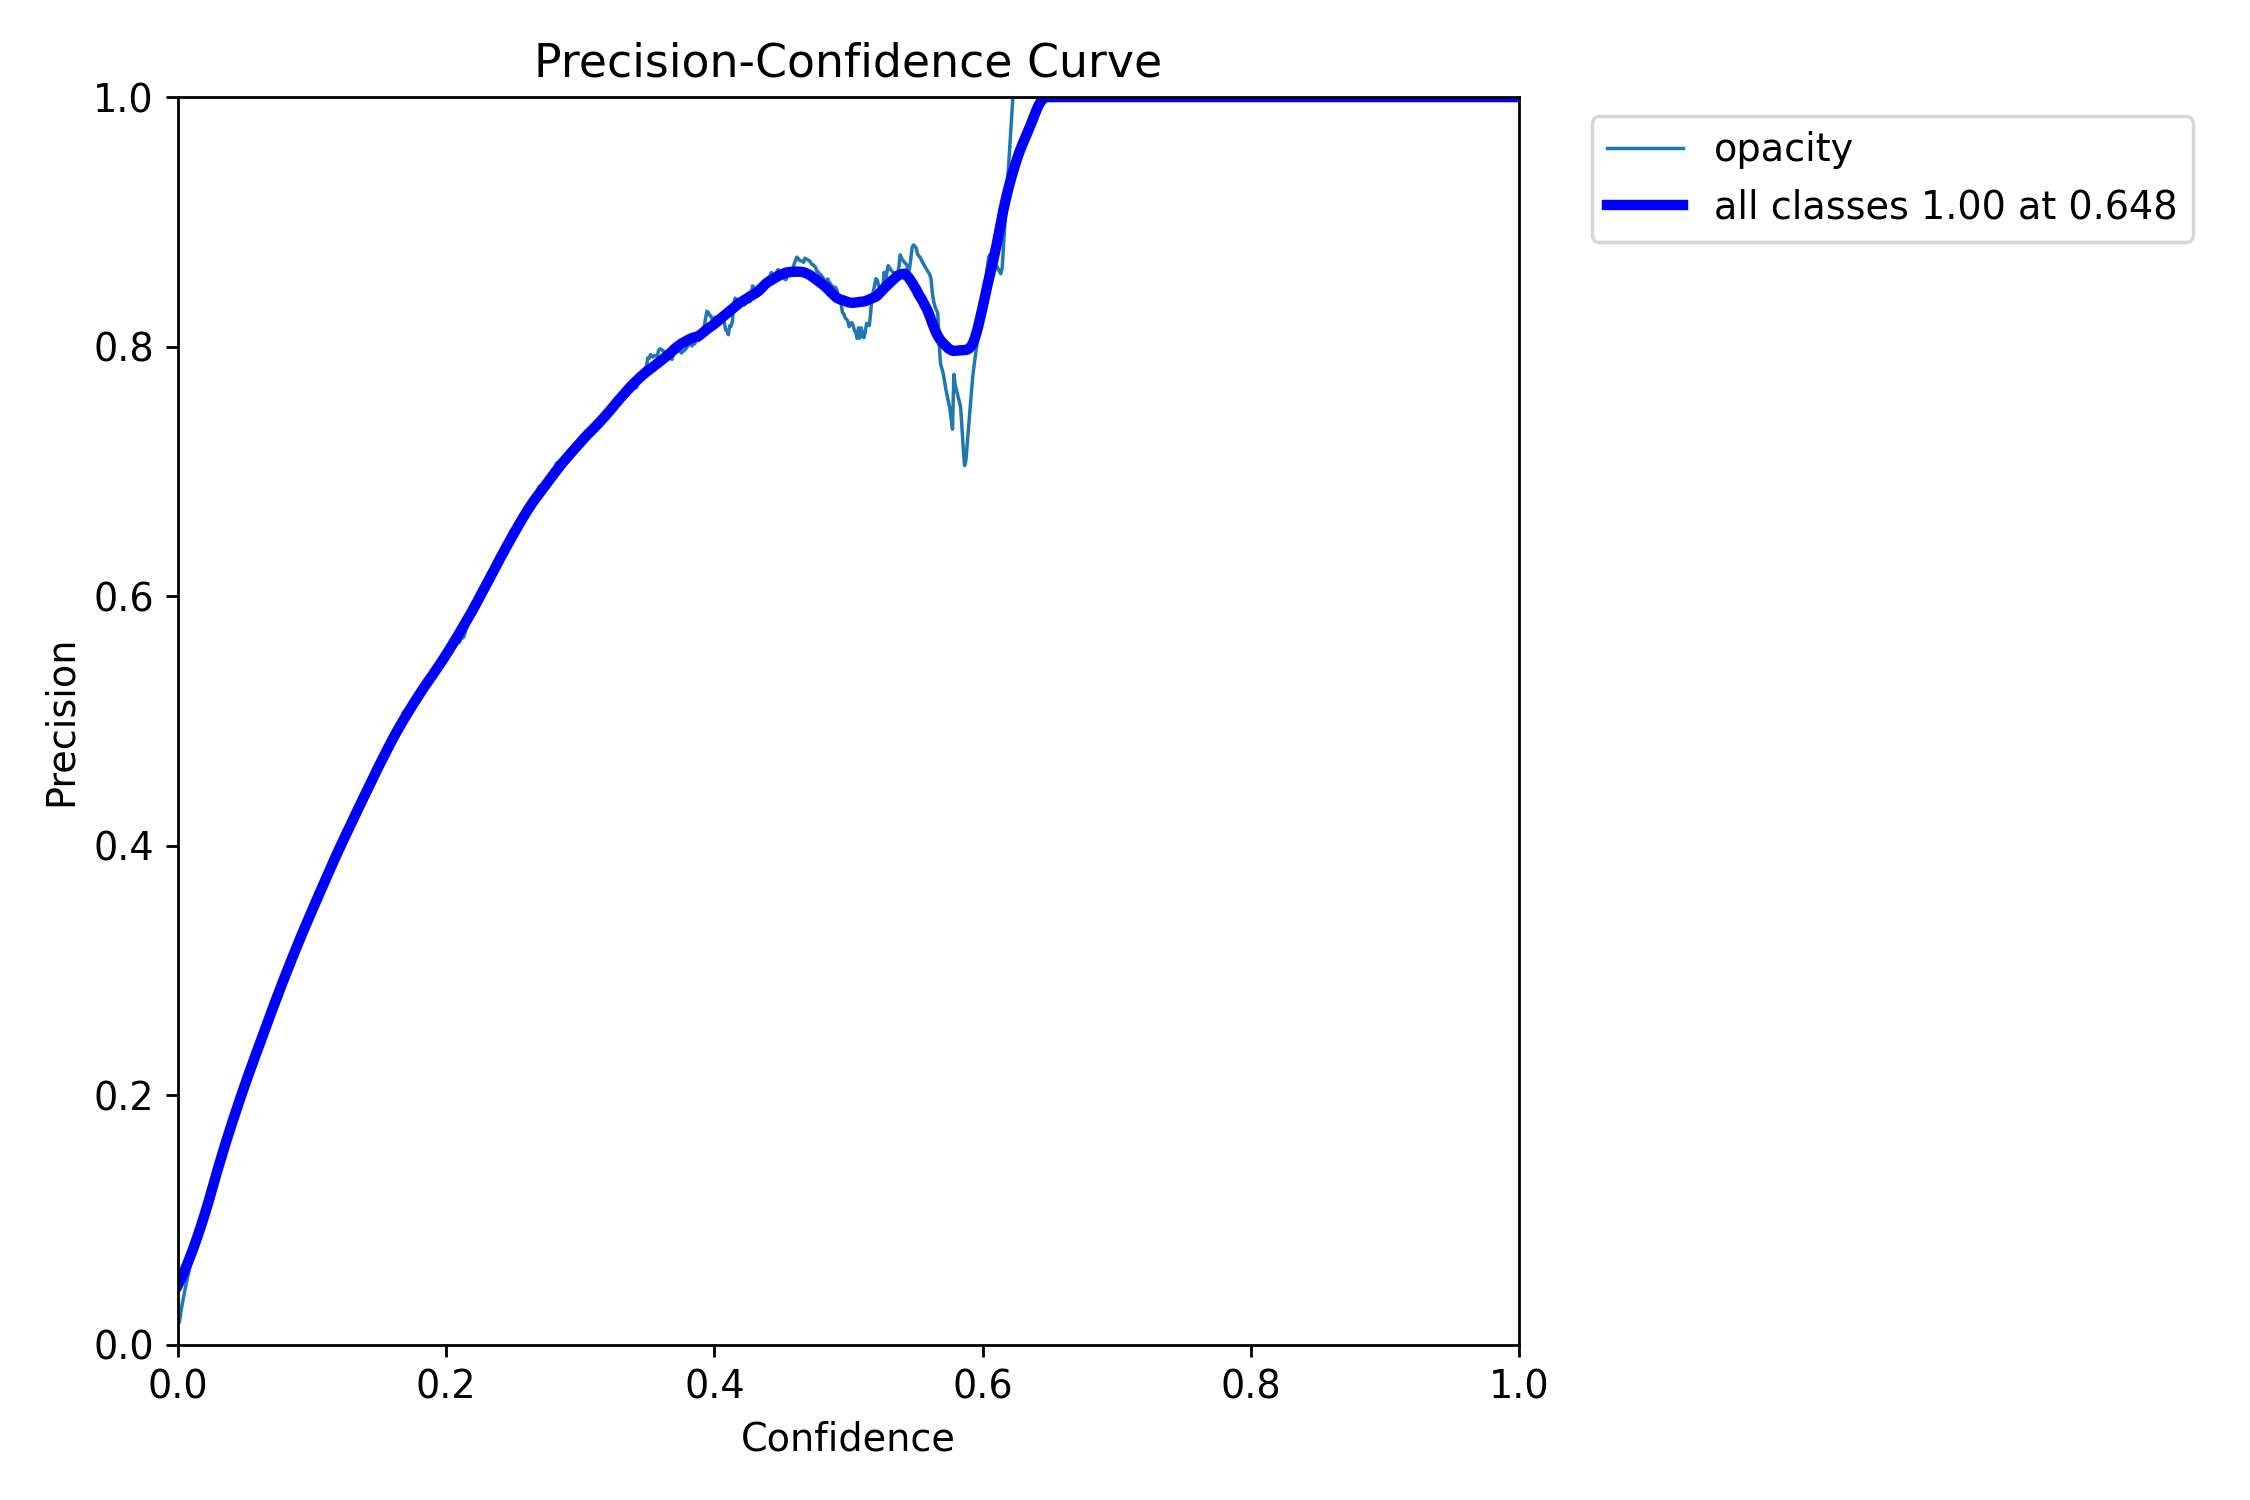 Precision-Confidence Curve
1.0
0.8
0.6
0.4
0.2
0.0
Precision
0.0 0.2 0.4 0.6 0.8 1.0
Confidence
opacity
all classes 1.00 at 0.648